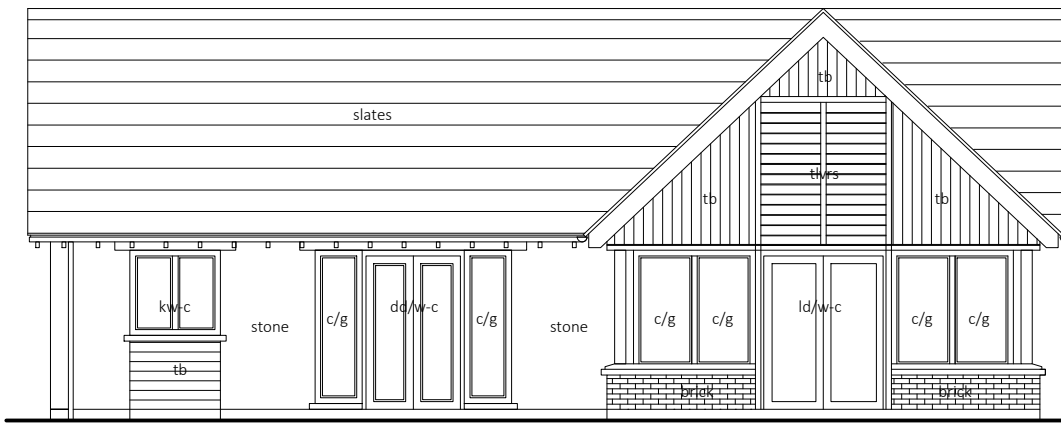 tb
slates
tlvrs
tb
tb
kw-c
dd/w-c
ld/w-c
c/g
c/g
c/g
c/g
c/g
c/g
stone
stone
tb
brick
brick